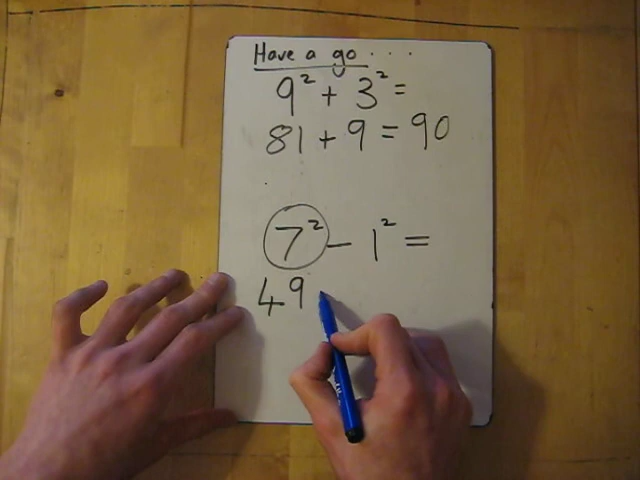 Have a go . . . .
9² + 3² =
81 + 9 = 90
7² - 1² =
49